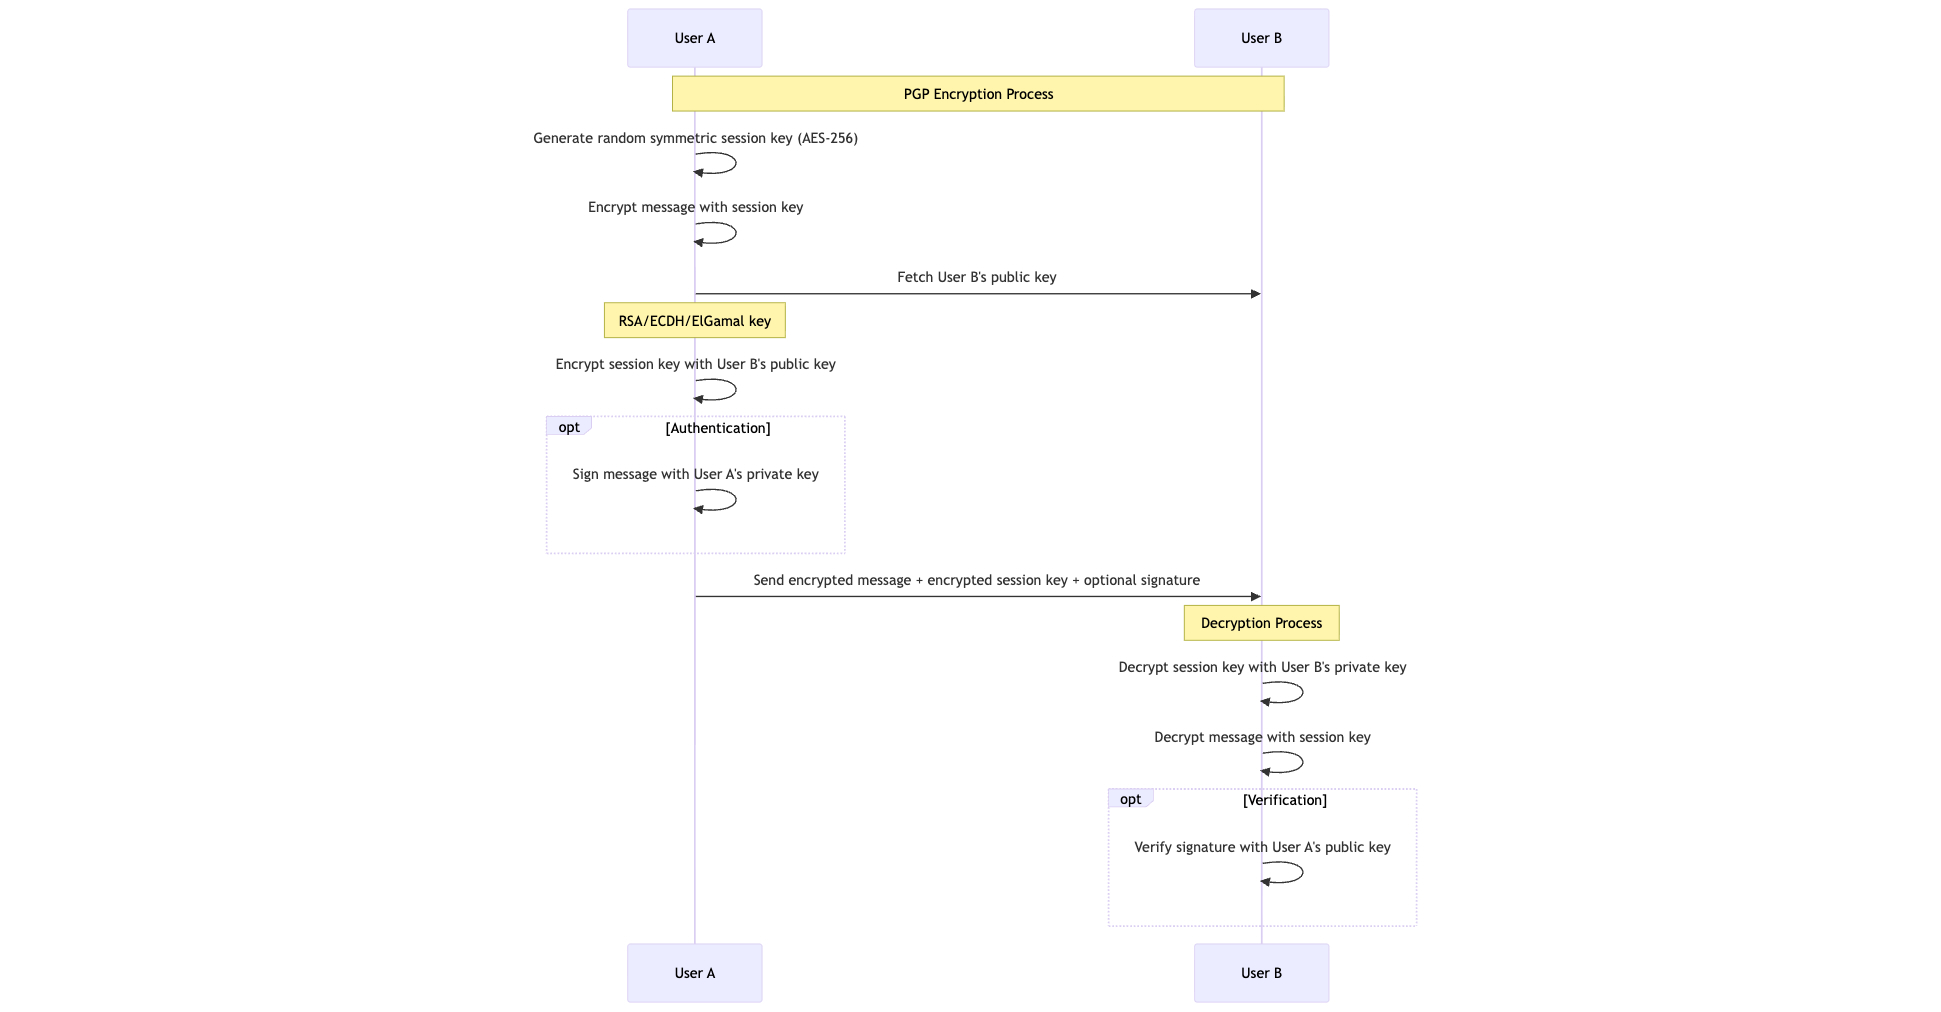 User A
User B
PGP Encryption Process
Generate random symmetric session key (AES-256)
Encrypt message with session key
Fetch User B's public key
RSA/ECDH/ElGamal key
Encrypt session key with User B's public key
opt
[Authentication]
Sign message with User A's private key
Send encrypted message + encrypted session key + optional signature
Decryption Process
Decrypt session key with User B's private key
Decrypt message with session key
opt
[Verification]
Verify signature with User A's public key
User A
User B